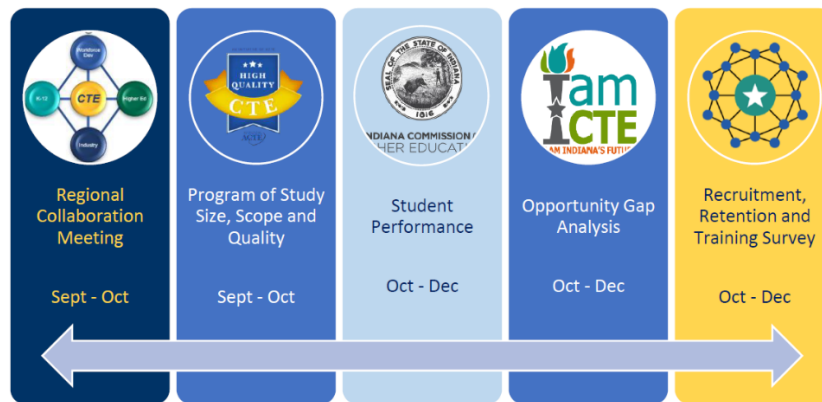 Workforce
Dev
K-12
CTE
Higher Ed
Industry
Regional
Collaboration
Meeting
Sept - Oct
HIGH
QUALITY
CTE
ACTE
Program of Study
Size, Scope and
Quality
Sept - Oct
SEAL OF THE STATE OF INDIANA
1816
NDIANA COMMISSION
HER EDUCAT
Student
Performance
Oct - Dec
I am
CTE
AM INDIANA'S FUTU
Opportunity Gap
Analysis
Oct - Dec
Recruitment,
Retention and
Training Survey
Oct - Dec